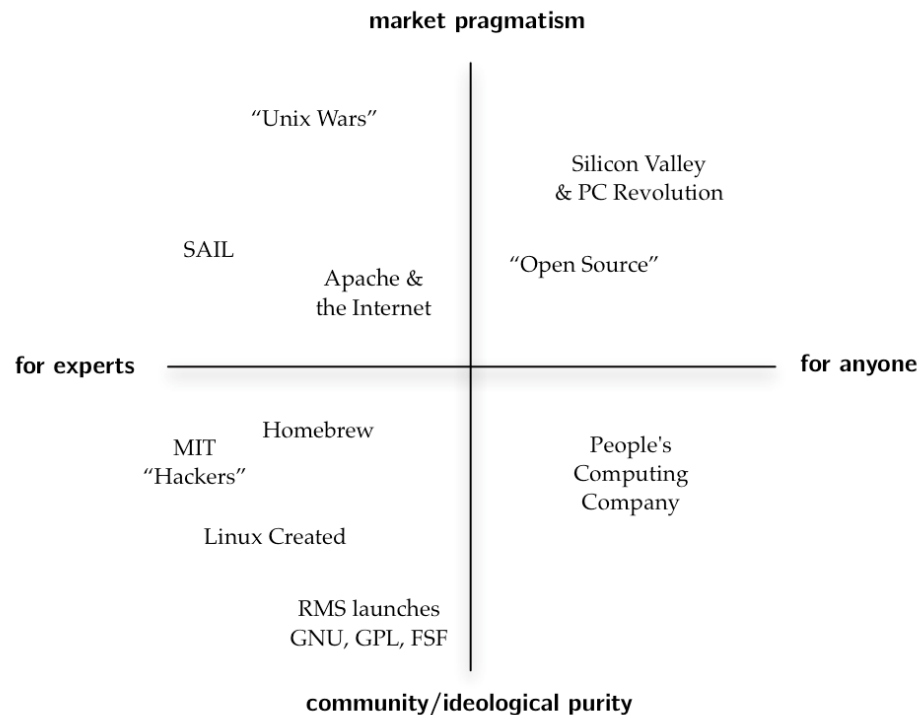 market pragmatism
“Unix Wars”
Silicon Valley
& PC Revolution
SAIL
“Open Source”
Apache &
the Internet
for experts
for anyone
Homebrew
MIT
“Hackers”
People's
Computing
Company
Linux Created
RMS launches
GNU, GPL, FSF
community/ideological purity